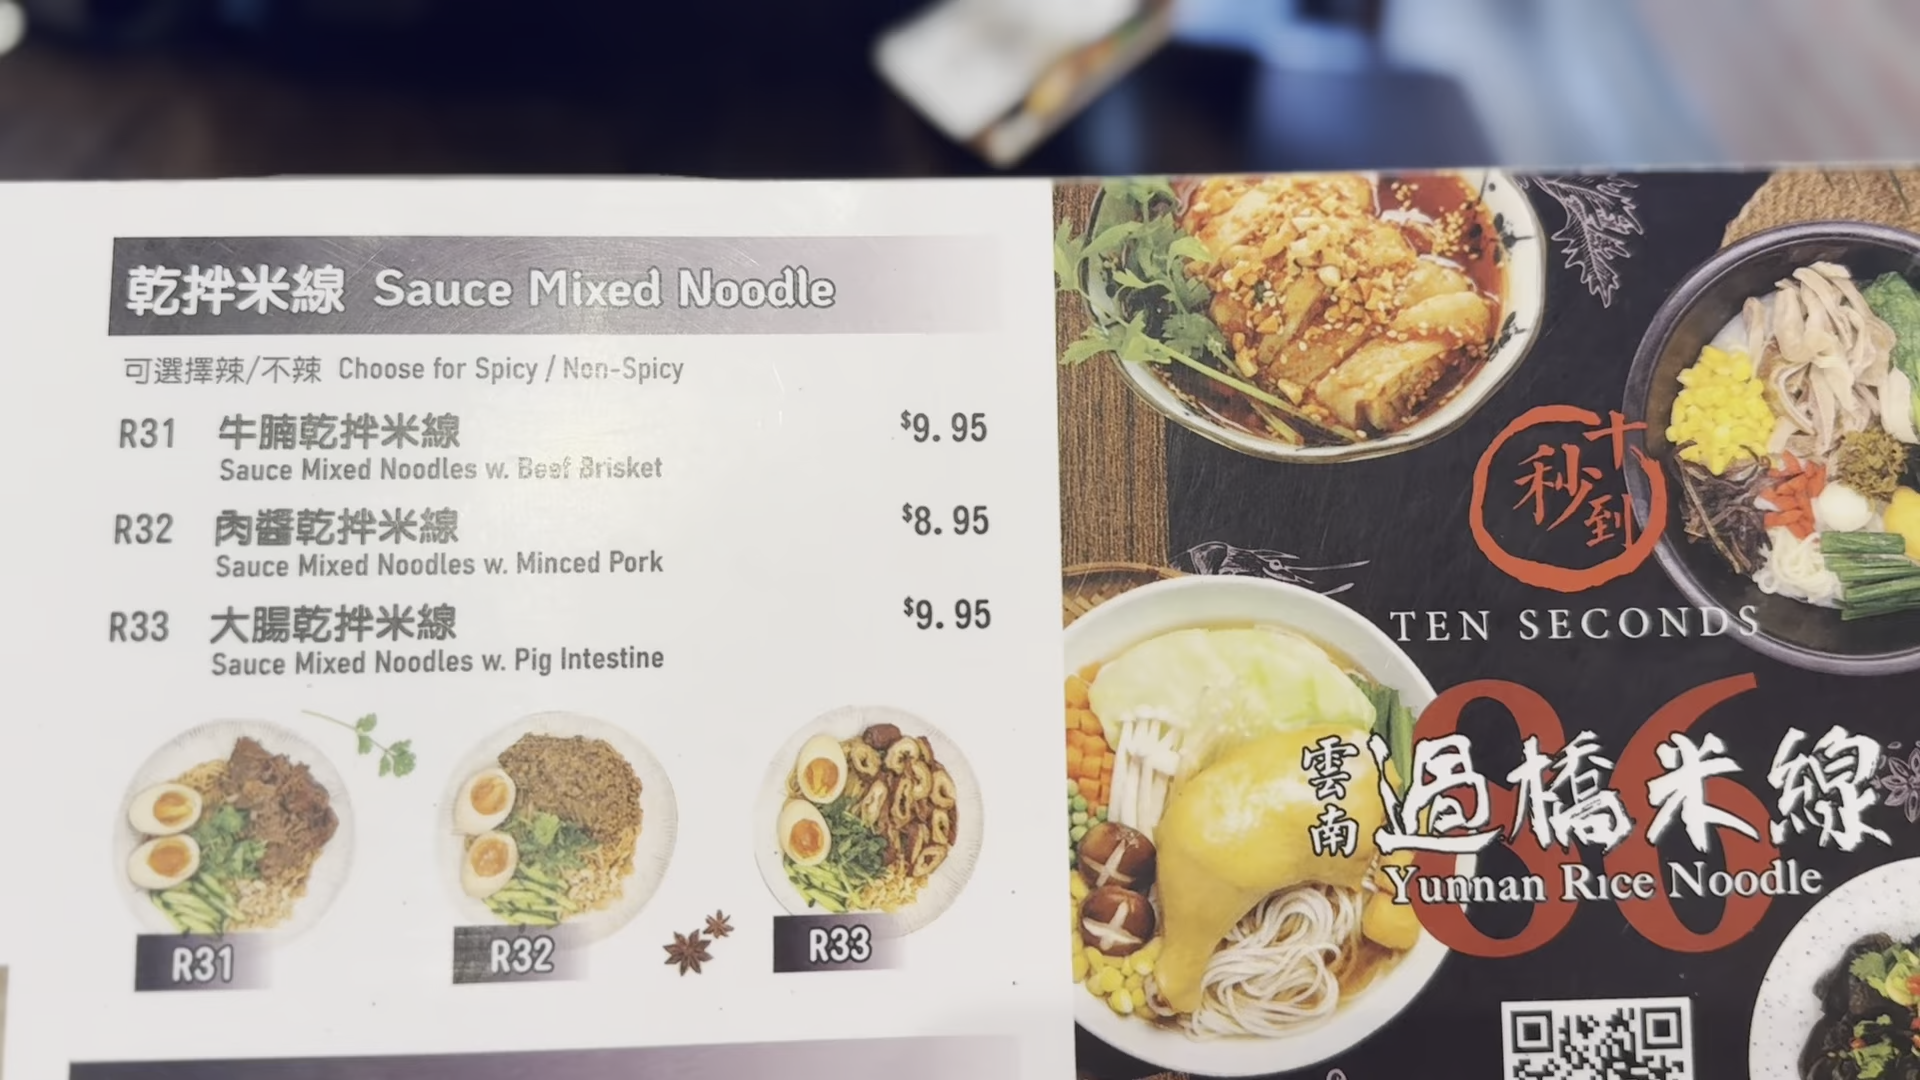 乾拌米線 Sauce Mixed Noodle
可選擇辣/不辣 Choose for Spicy / Non-Spicy
R31 牛腩乾拌米線 $9.95
Sauce Mixed Noodles w. Beef Brisket
R32 肉醬乾拌米線 $8.95
Sauce Mixed Noodles w. Minced Pork
R33 大腸乾拌米線 $9.95
Sauce Mixed Noodles w. Pig Intestine
R31
R32
R33
十秒到
TEN SECONDS
86
雲南過橋米線
Yunnan Rice Noodle